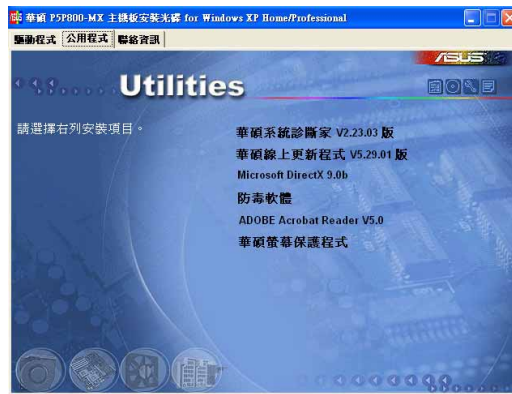 華碩 P5P800-MX 主機板安裝光碟 for Windows XP Home/Professional
驅動程式 公用程式 聯絡資訊
ASUS
Utilities
請選擇右列安裝項目。
華碩系統診斷家 V2.23.03 版
華碩線上更新程式 V5.29.01 版
Microsoft DirectX 9.0b
防毒軟體
ADOBE Acrobat Reader V5.0
華碩螢幕保護程式